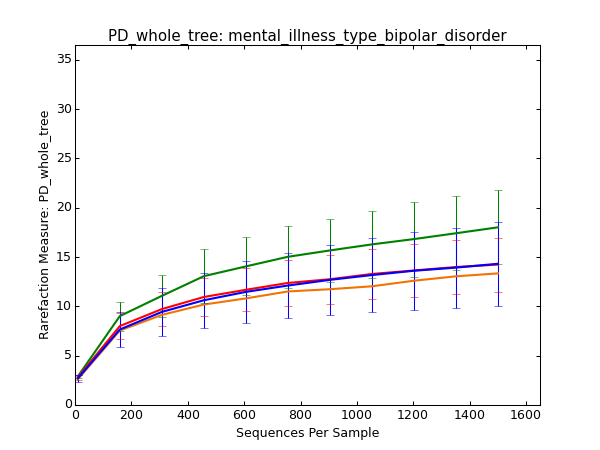 PD_whole_tree: mental_illness_type_bipolar_disorder
35
30
25
20
15
10
5
0
Rarefaction Measure: PD_whole_tree
0 200 400 600 800 1000 1200 1400 1600
Sequences Per Sample